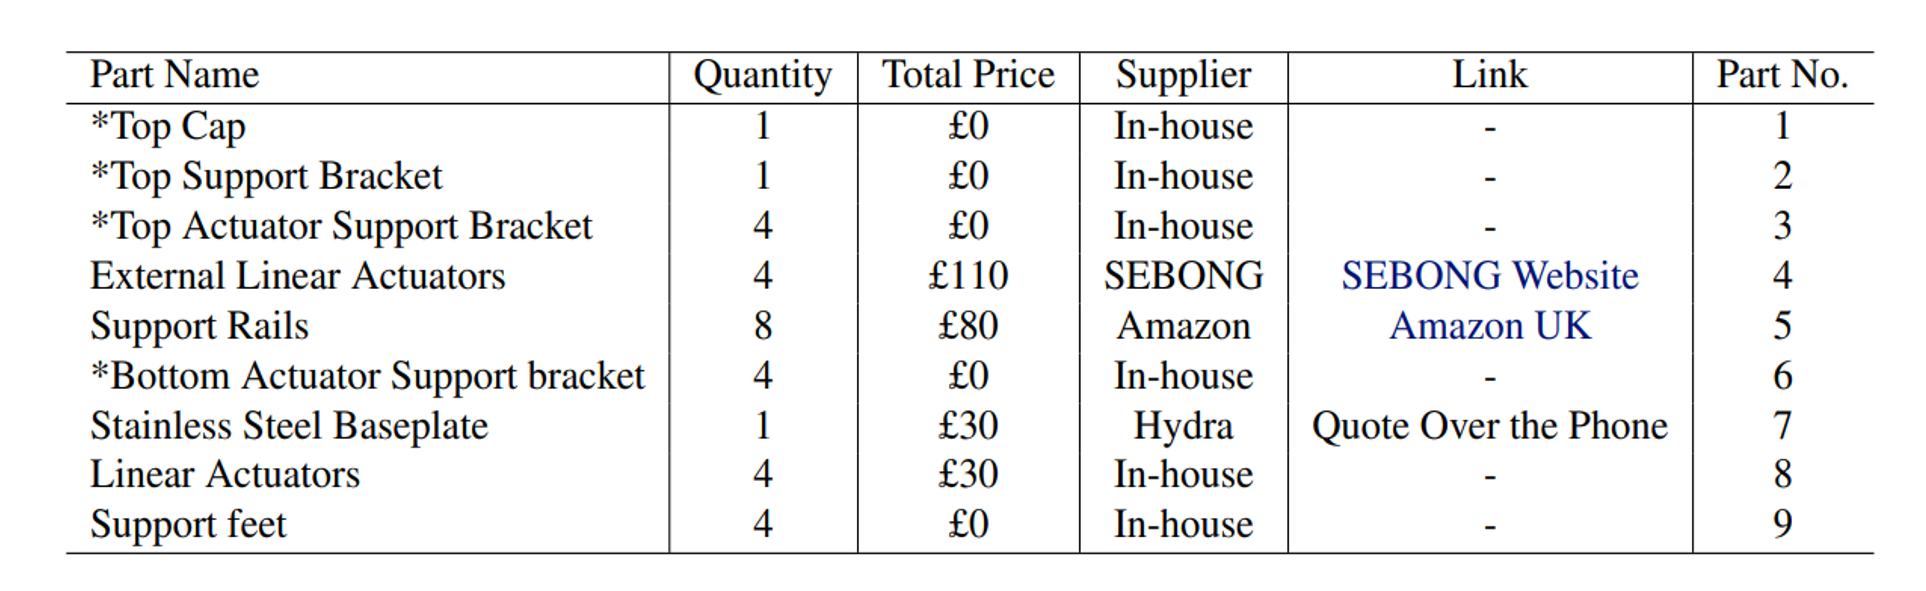 Part Name Quantity Total Price Supplier Link Part No.
*Top Cap 1 £0 In-house - 1
*Top Support Bracket 1 £0 In-house - 2
*Top Actuator Support Bracket 4 £0 In-house - 3
External Linear Actuators 4 £110 SEBONG SEBONG Website 4
Support Rails 8 £80 Amazon Amazon UK 5
*Bottom Actuator Support bracket 4 £0 In-house - 6
Stainless Steel Baseplate 1 £30 Hydra Quote Over the Phone 7
Linear Actuators 4 £30 In-house - 8
Support feet 4 £0 In-house - 9